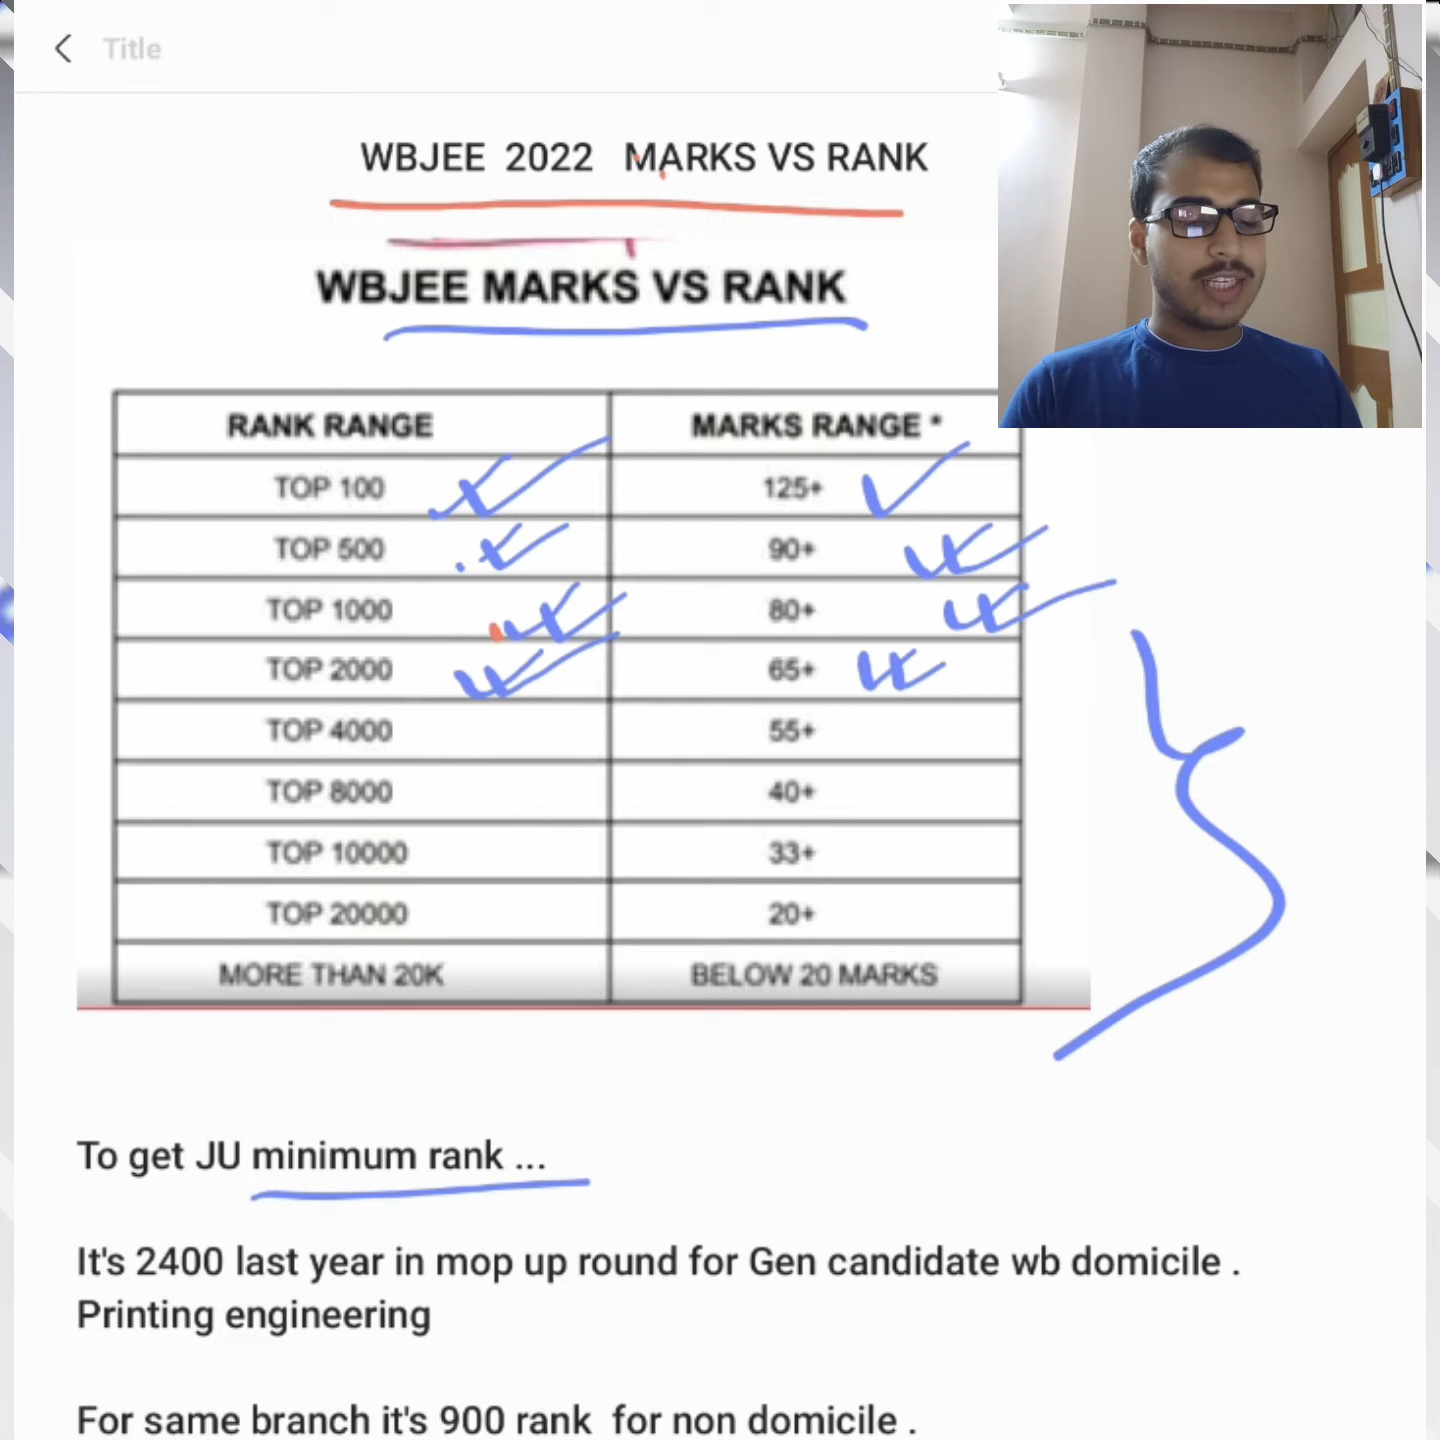 Title
WBJEE 2022 MARKS VS RANK
WBJEE MARKS VS RANK
RANK RANGE MARKS RANGE *
TOP 100 125+
TOP 500 90+
TOP 1000 80+
TOP 2000 65+
TOP 4000 55+
TOP 8000 40+
TOP 10000 33+
TOP 20000 20+
MORE THAN 20K BELOW 20 MARKS
To get JU minimum rank ...
It's 2400 last year in mop up round for Gen candidate wb domicile .
Printing engineering
For same branch it's 900 rank for non domicile .